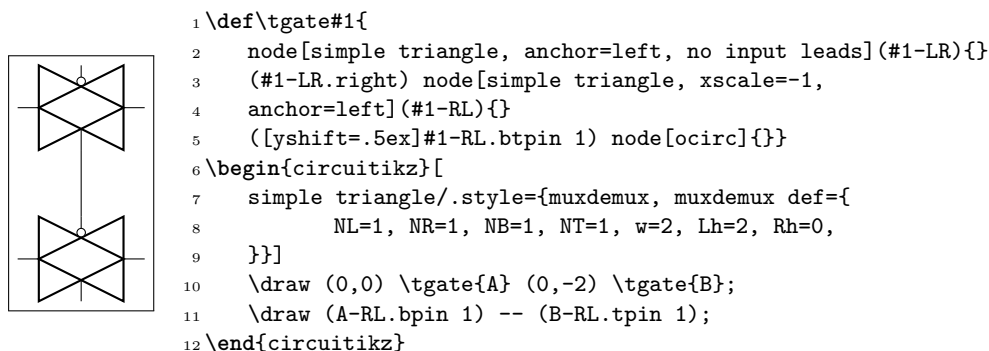 1 \def\tgate#1{
2 node[simple triangle, anchor=left, no input leads](#1-LR){}
3 (#1-LR.right) node[simple triangle, xscale=-1,
4 anchor=left](#1-RL){}
5 ([yshift=.5ex]#1-RL.btpin 1) node[ocirc]{}}
6 \begin{circuitikz}[
7 simple triangle/.style={muxdemux, muxdemux def={
8 NL=1, NR=1, NB=1, NT=1, w=2, Lh=2, Rh=0,
9 }}]
10 \draw (0,0) \tgate{A} (0,-2) \tgate{B};
11 \draw (A-RL.bpin 1) -- (B-RL.tpin 1);
12 \end{circuitikz}